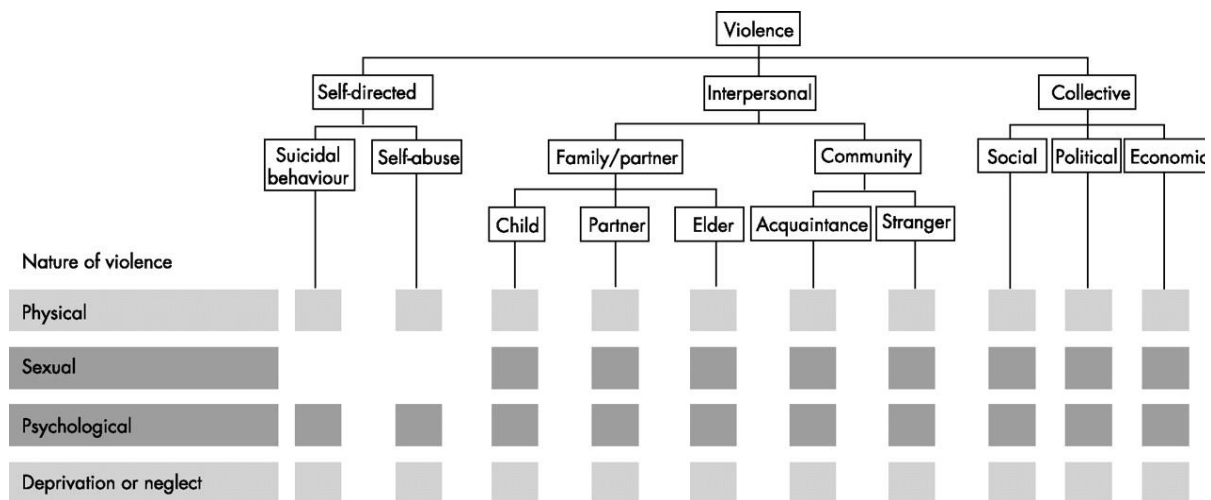 Violence
Self-directed
Interpersonal
Collective
Suicidal
behaviour
Self-abuse
Family/partner
Community
Social
Political
Economic
Child
Partner
Elder
Acquaintance
Stranger
Nature of violence
Physical
Sexual
Psychological
Deprivation or neglect